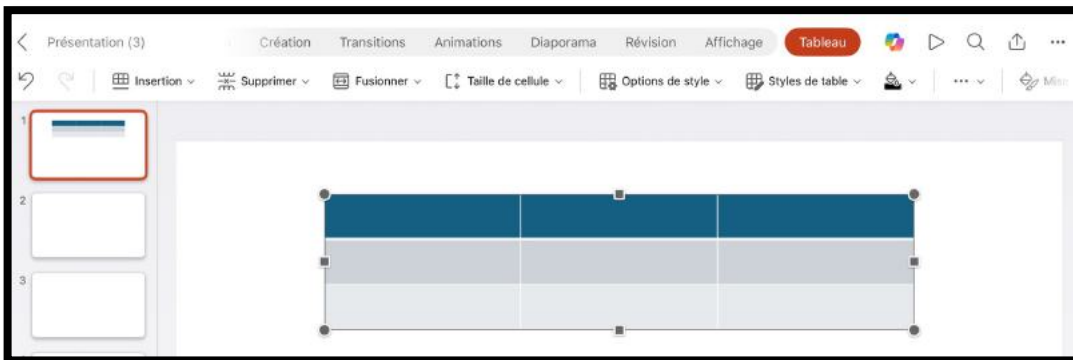 Présentation (3) Création Transitions Animations Diaporama Révision Affichage Tableau
Insertion Supprimer Fusionner Taille de cellule Options de style Styles de table Mise
1
2
3